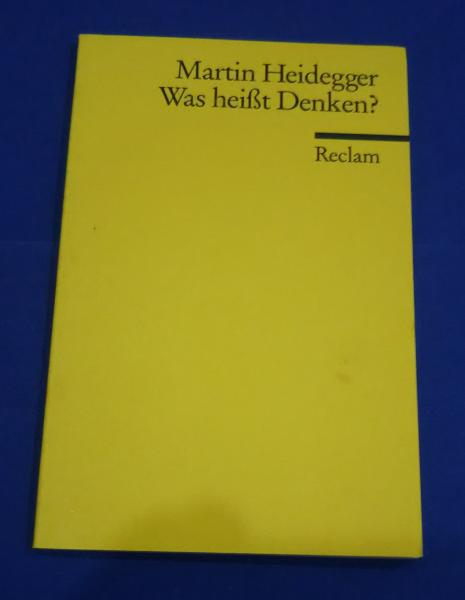 Martin Heidegger
Was heißt Denken?
Reclam